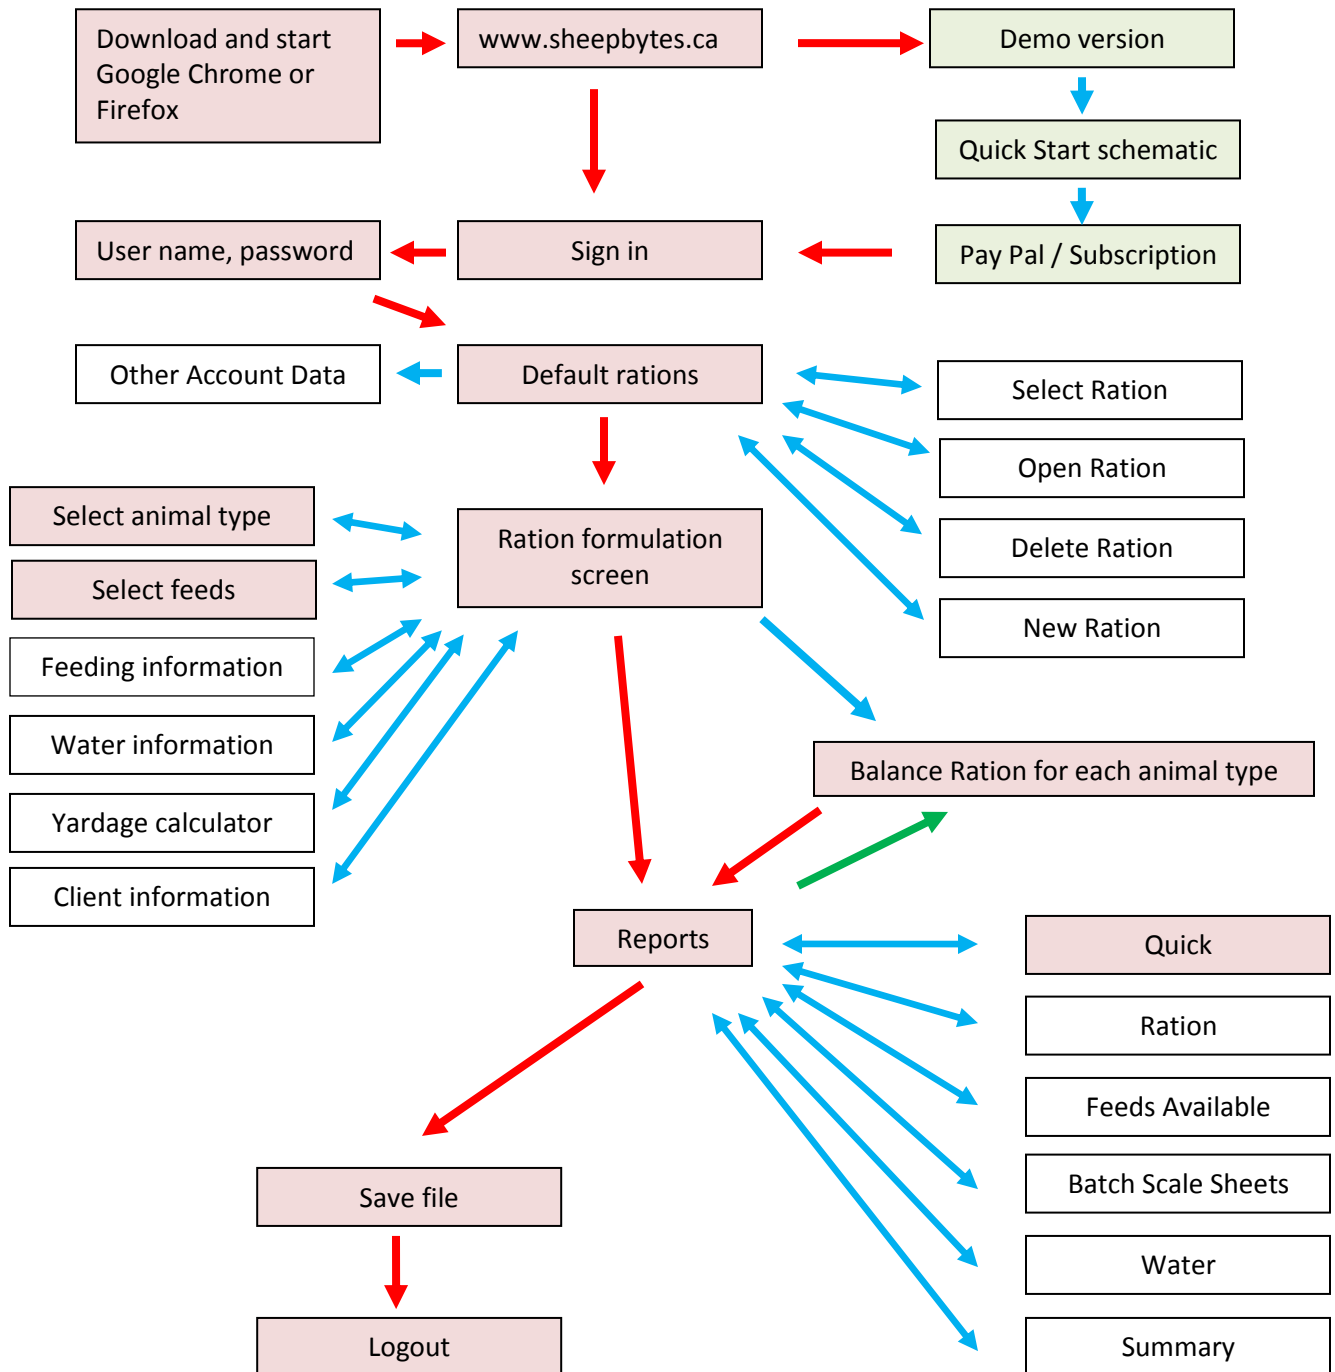 Download and start
Google Chrome or
Firefox
www.sheepbytes.ca
Demo version
Quick Start schematic
User name, password
Sign in
Pay Pal / Subscription
Other Account Data
Default rations
Select Ration
Open Ration
Delete Ration
New Ration
Select animal type
Select feeds
Feeding information
Water information
Yardage calculator
Client information
Ration formulation
screen
Balance Ration for each animal type
Reports
Quick
Ration
Feeds Available
Batch Scale Sheets
Water
Summary
Save file
Logout